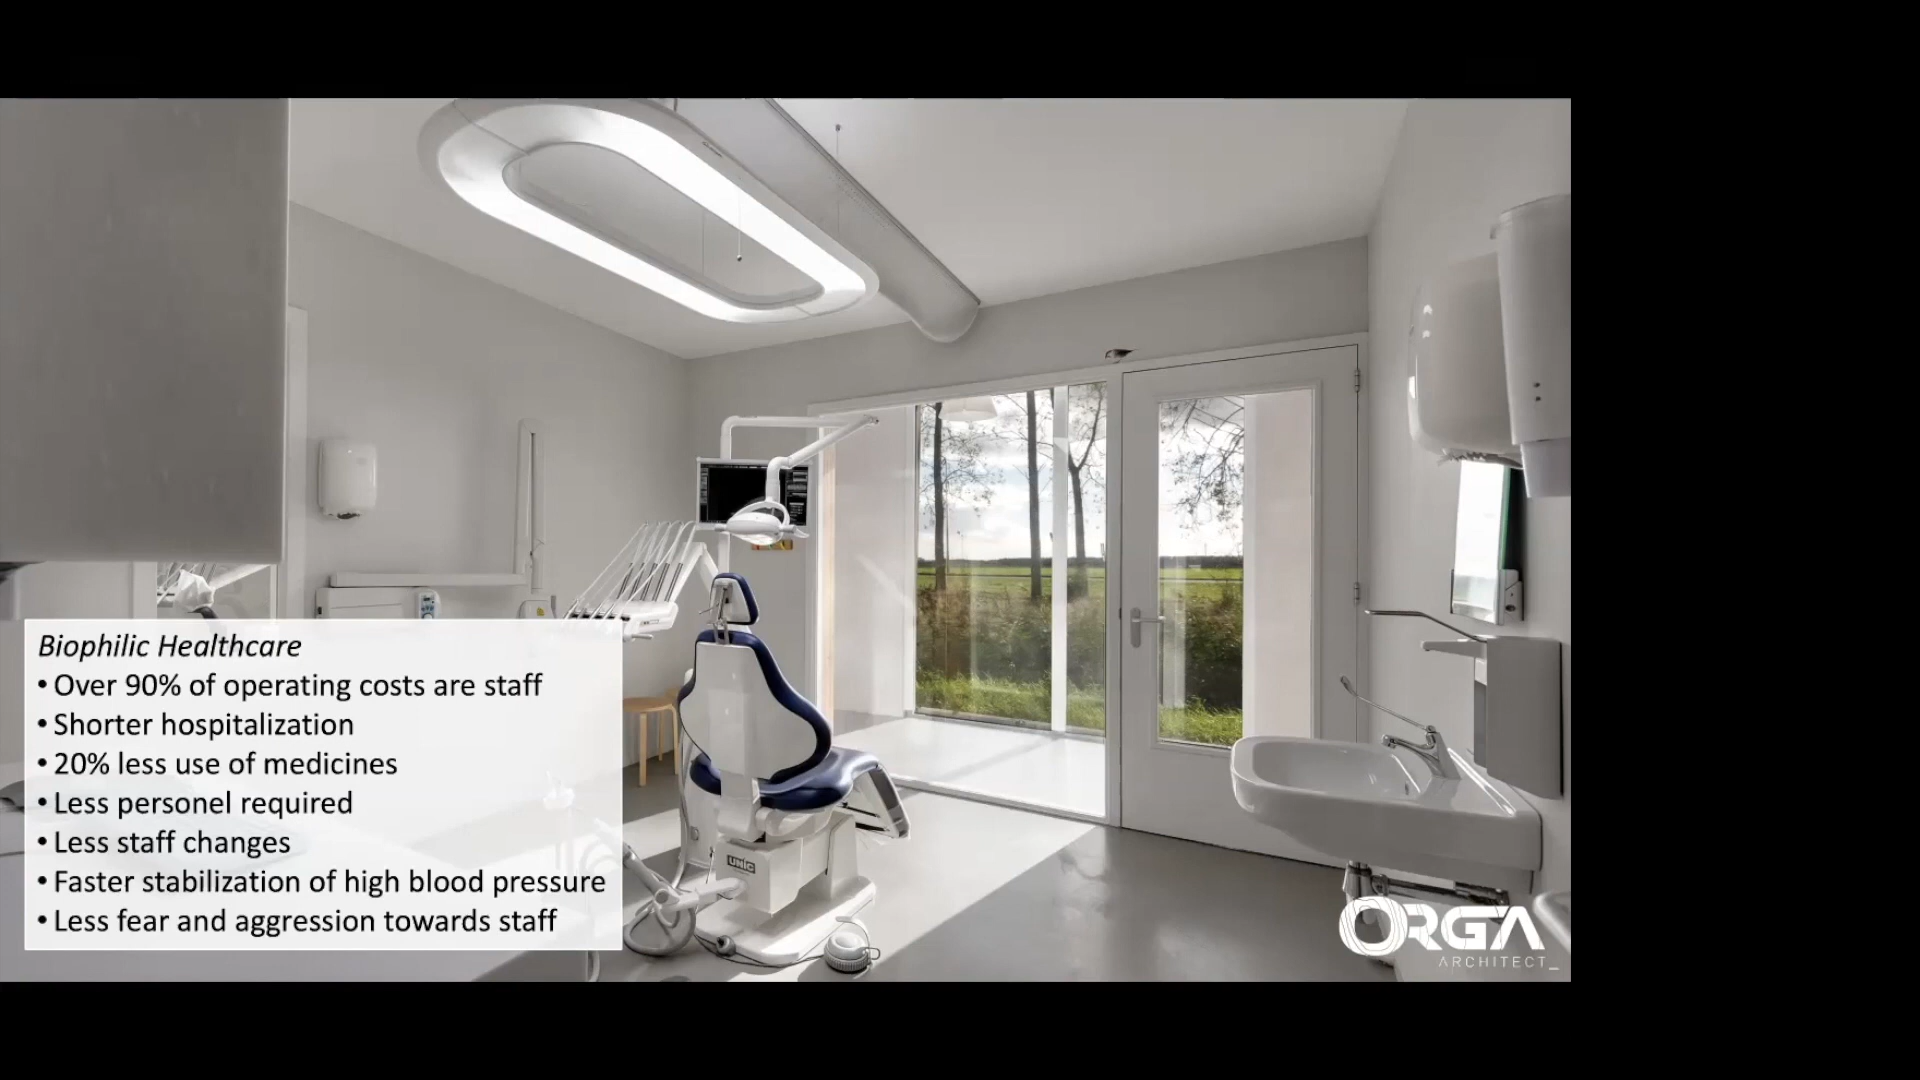 Biophilic Healthcare
• Over 90% of operating costs are staff
• Shorter hospitalization
• 20% less use of medicines
• Less personel required
• Less staff changes
• Faster stabilization of high blood pressure
• Less fear and aggression towards staff
UNIC
ORGA
ARCHITECT_